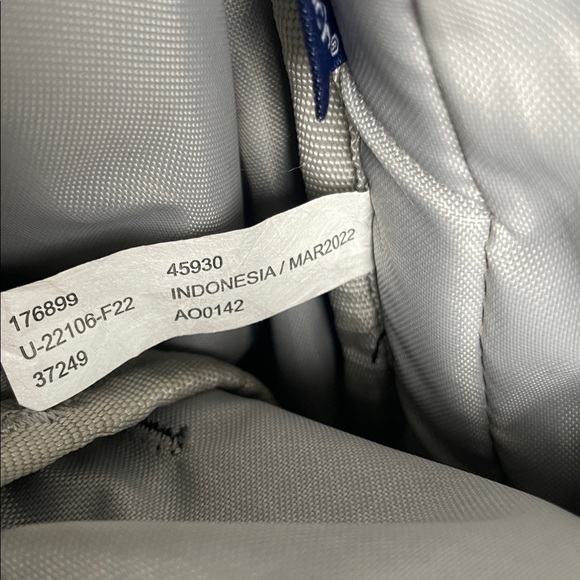 176899
U-22106-F22
37249
45930
INDONESIA / MAR2022
AO0142